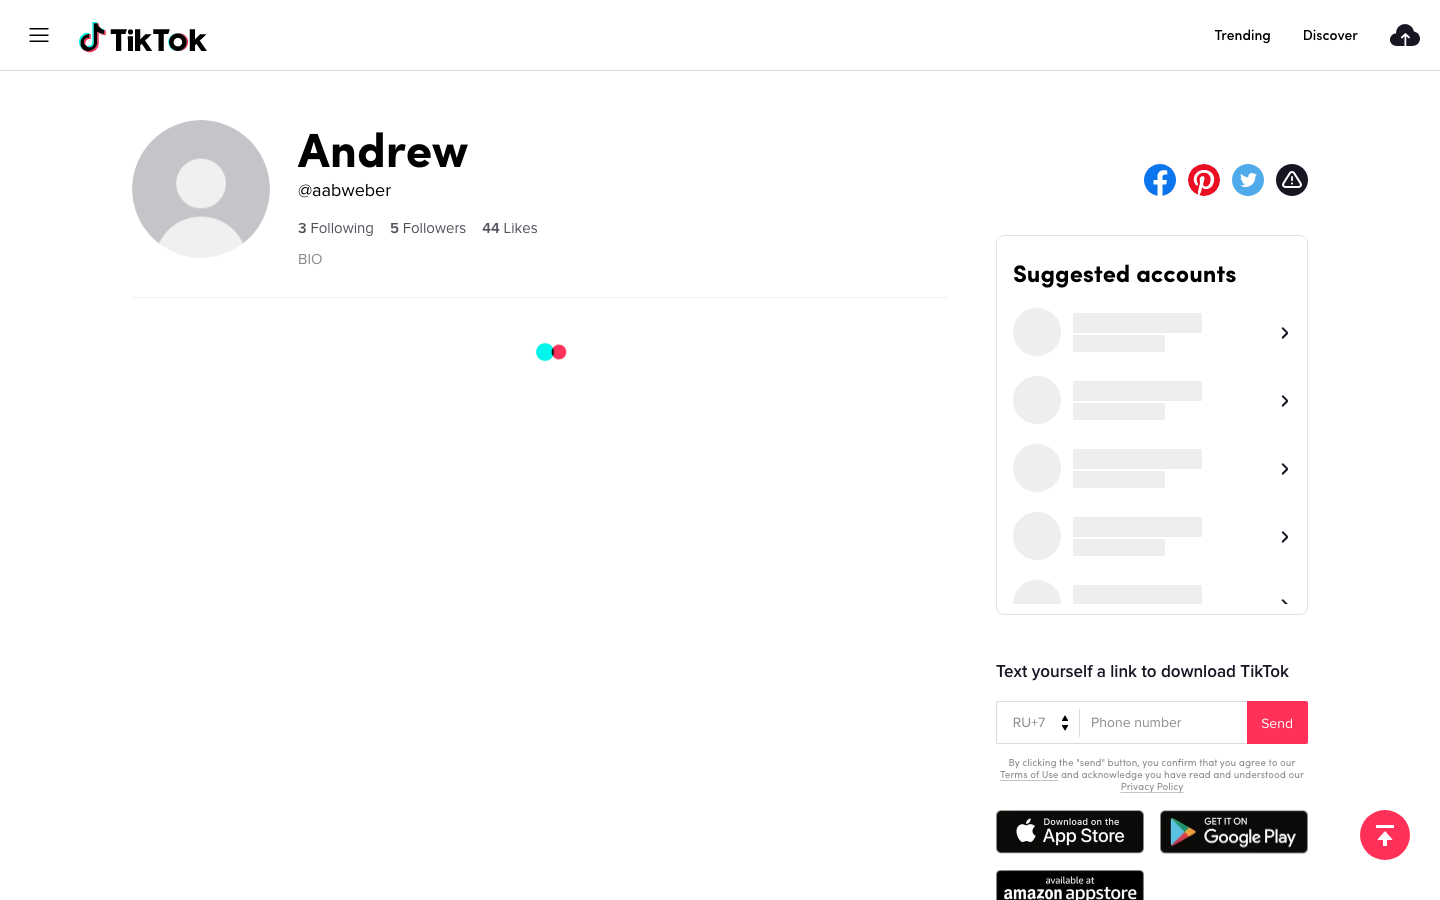 TikTok
Trending
Discover
Andrew
@aabweber
3 Following 5 Followers 44 Likes
BIO
Suggested accounts
Text yourself a link to download TikTok
RU+7
Phone number
Send
By clicking the "send" button, you confirm that you agree to our
Terms of Use and acknowledge you have read and understood our
Privacy Policy
Download on the
App Store
GET IT ON
Google Play
available at
amazon appstore